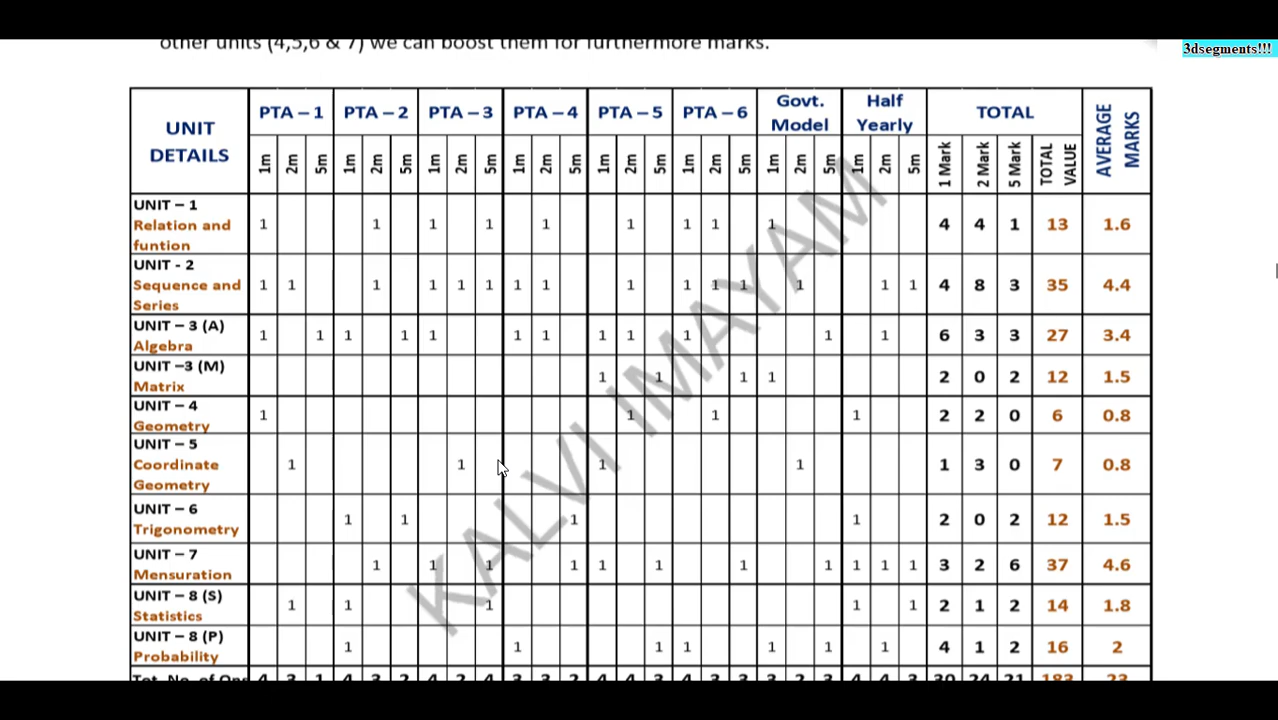 other units (4,5,6 & 7) we can boost them for furthermore marks.
3dsegments!!!
UNIT DETAILS PTA – 1 PTA – 2 PTA – 3 PTA – 4 PTA – 5 PTA – 6 Govt. Model Half Yearly TOTAL AVERAGE MARKS
1m 2m 5m 1m 2m 5m 1m 2m 5m 1m 2m 5m 1m 2m 5m 1m 2m 5m 1m 2m 5m 1m 2m 5m 1 Mark 2 Mark 5 Mark TOTAL VALUE
UNIT – 1
Relation and 1 1 1 1 1 1 1 1 1 4 4 1 13 1.6
funtion
UNIT - 2
Sequence and 1 1 1 1 1 1 1 1 1 1 1 1 1 1 1 4 8 3 35 4.4
Series
UNIT – 3 (A)
Algebra 1 1 1 1 1 1 1 1 1 1 1 1 6 3 3 27 3.4
UNIT –3 (M)
Matrix 1 1 1 1 2 0 2 12 1.5
UNIT – 4
Geometry 1 1 1 1 2 2 0 6 0.8
UNIT – 5
Coordinate 1 1 1 1 1 3 0 7 0.8
Geometry
UNIT – 6
Trigonometry 1 1 1 1 2 0 2 12 1.5
UNIT – 7
Mensuration 1 1 1 1 1 1 1 1 1 1 1 3 2 6 37 4.6
UNIT – 8 (S)
Statistics 1 1 1 1 1 2 1 2 14 1.8
UNIT – 8 (P)
Probability 1 1 1 1 1 1 1 4 1 2 16 2
KALVI IMAYAM